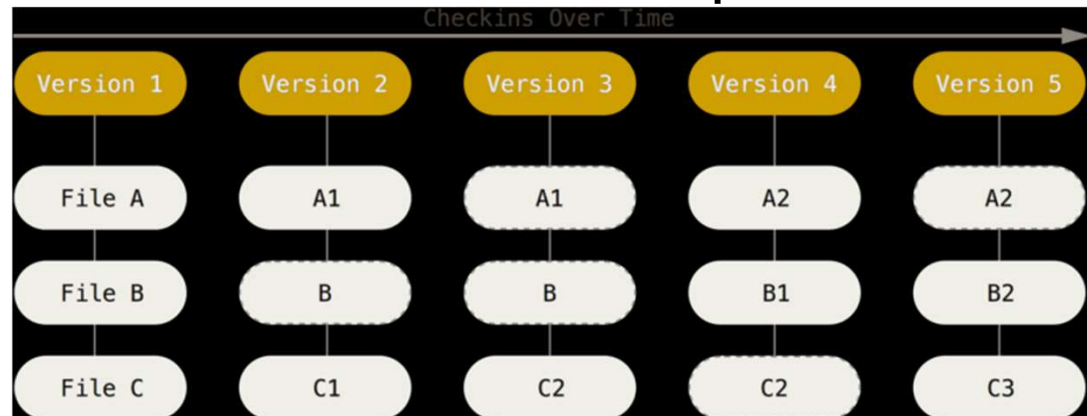 Checkins Over Time
Version 1 Version 2 Version 3 Version 4 Version 5
File A A1 A1 A2 A2
File B B B B1 B2
File C C1 C2 C2 C3